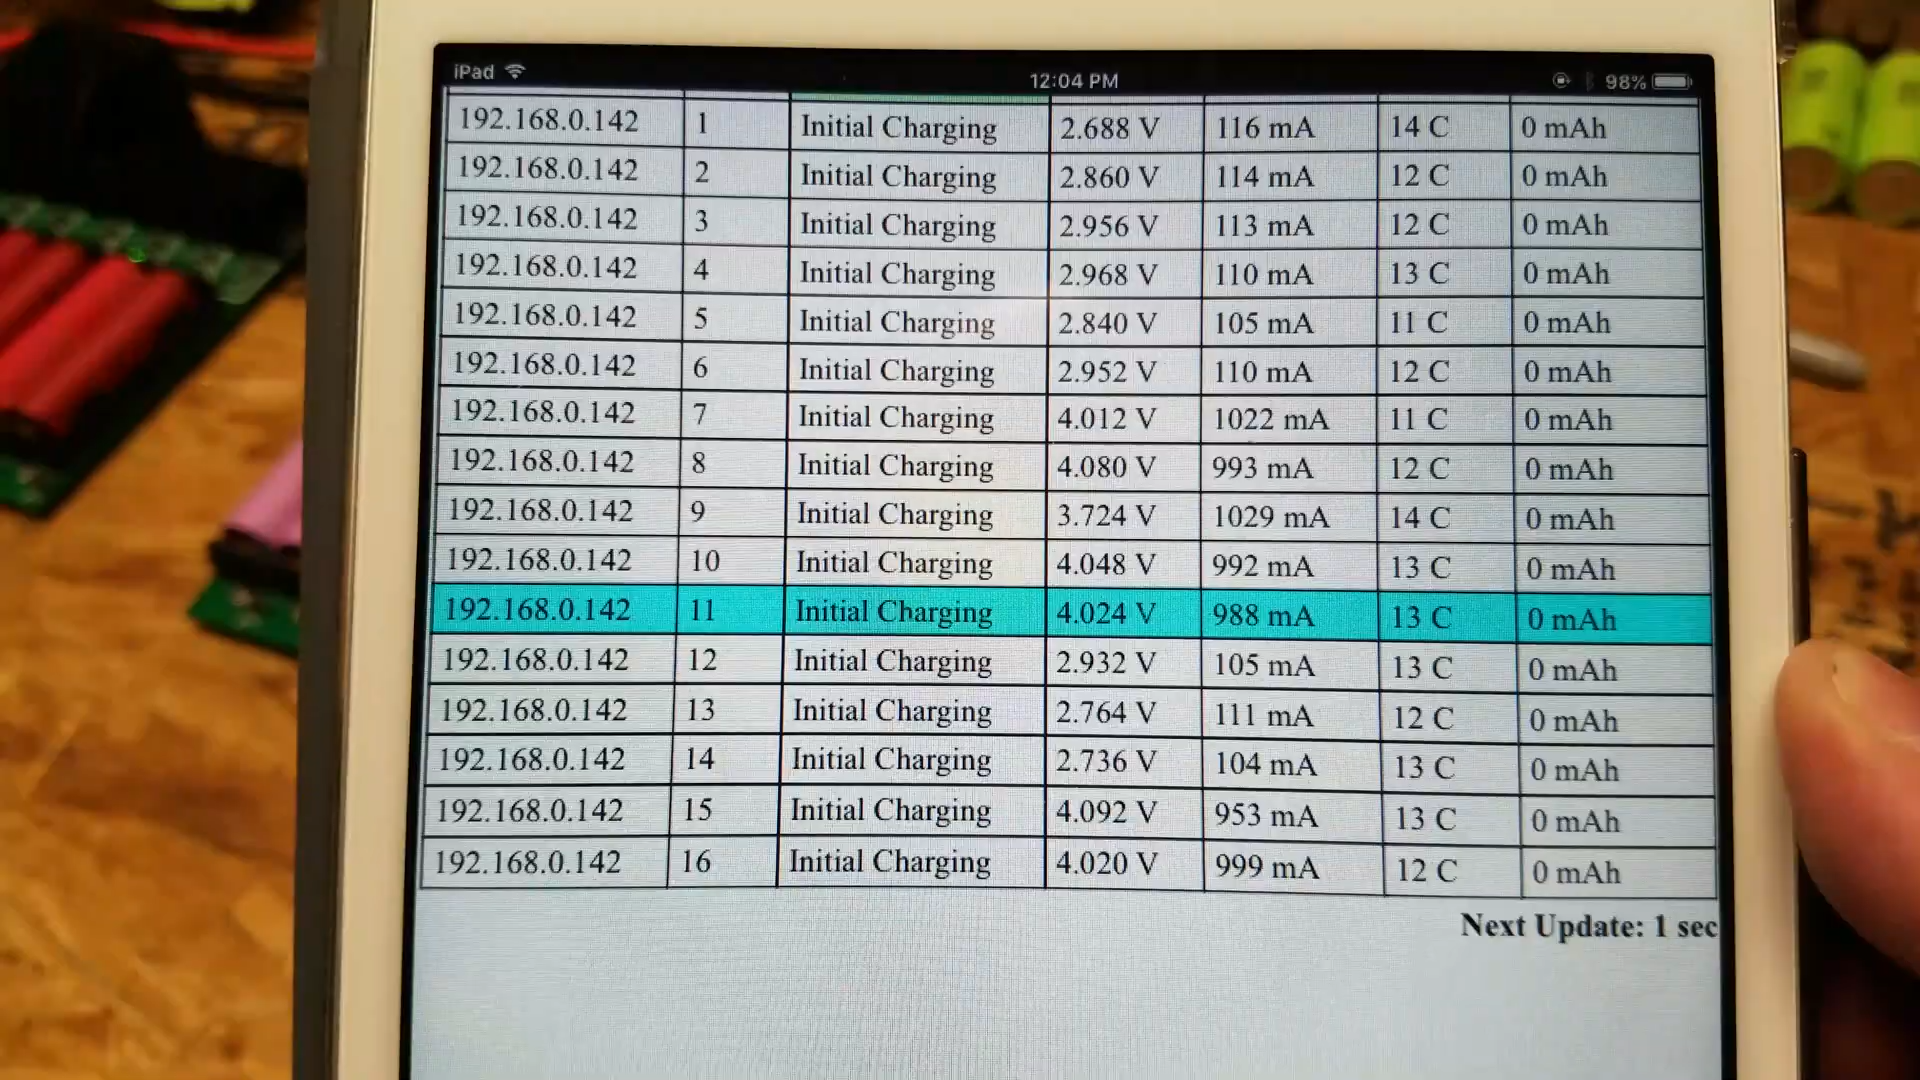 iPad 12:04 PM 98%
192.168.0.142 1 Initial Charging 2.688 V 116 mA 14 C 0 mAh
192.168.0.142 2 Initial Charging 2.860 V 114 mA 12 C 0 mAh
192.168.0.142 3 Initial Charging 2.956 V 113 mA 12 C 0 mAh
192.168.0.142 4 Initial Charging 2.968 V 110 mA 13 C 0 mAh
192.168.0.142 5 Initial Charging 2.840 V 105 mA 11 C 0 mAh
192.168.0.142 6 Initial Charging 2.952 V 110 mA 12 C 0 mAh
192.168.0.142 7 Initial Charging 4.012 V 1022 mA 11 C 0 mAh
192.168.0.142 8 Initial Charging 4.080 V 993 mA 12 C 0 mAh
192.168.0.142 9 Initial Charging 3.724 V 1029 mA 14 C 0 mAh
192.168.0.142 10 Initial Charging 4.048 V 992 mA 13 C 0 mAh
192.168.0.142 11 Initial Charging 4.024 V 988 mA 13 C 0 mAh
192.168.0.142 12 Initial Charging 2.932 V 105 mA 13 C 0 mAh
192.168.0.142 13 Initial Charging 2.764 V 111 mA 12 C 0 mAh
192.168.0.142 14 Initial Charging 2.736 V 104 mA 13 C 0 mAh
192.168.0.142 15 Initial Charging 4.092 V 953 mA 13 C 0 mAh
192.168.0.142 16 Initial Charging 4.020 V 999 mA 12 C 0 mAh
Next Update: 1 sec